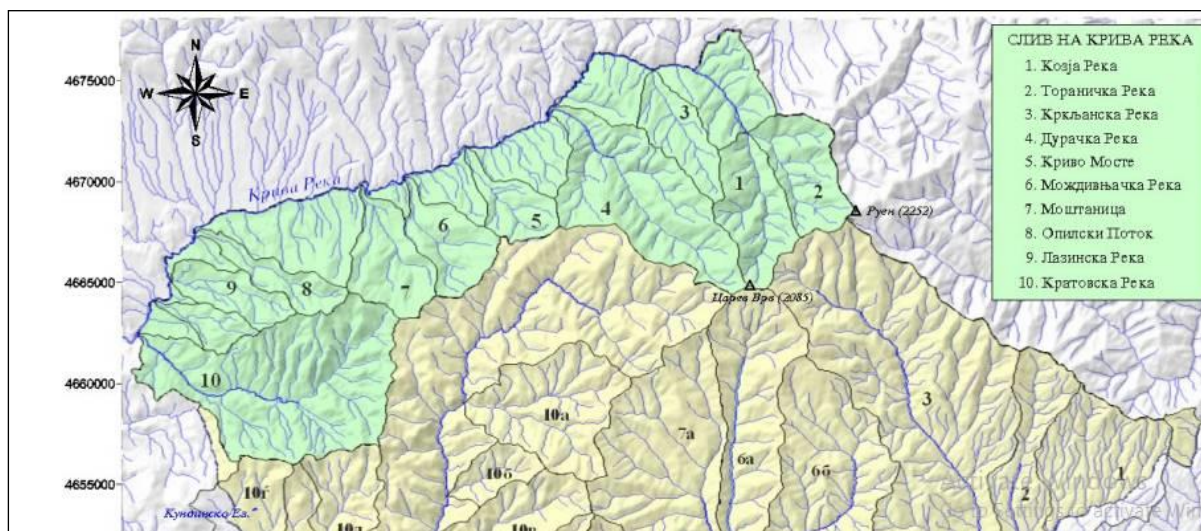 СЛИВ НА КРИВА РЕКА
1. Козја Река
2. Тораничка Река
3. Кркљанска Река
4. Дурачка Река
5. Криво Мосте
6. Мождивњачка Река
7. Моштаница
8. Опилски Поток
9. Лазинска Река
10. Кратовска Река
N
W E
S
4675000
4670000
4665000
4660000
4655000
Крива Река
3
1
2
Руен (2252)
4
5
6
7
8
9
10
Царев Врв (2085)
3
10а
7а
6а
6б
10б
1
2
10г
10в